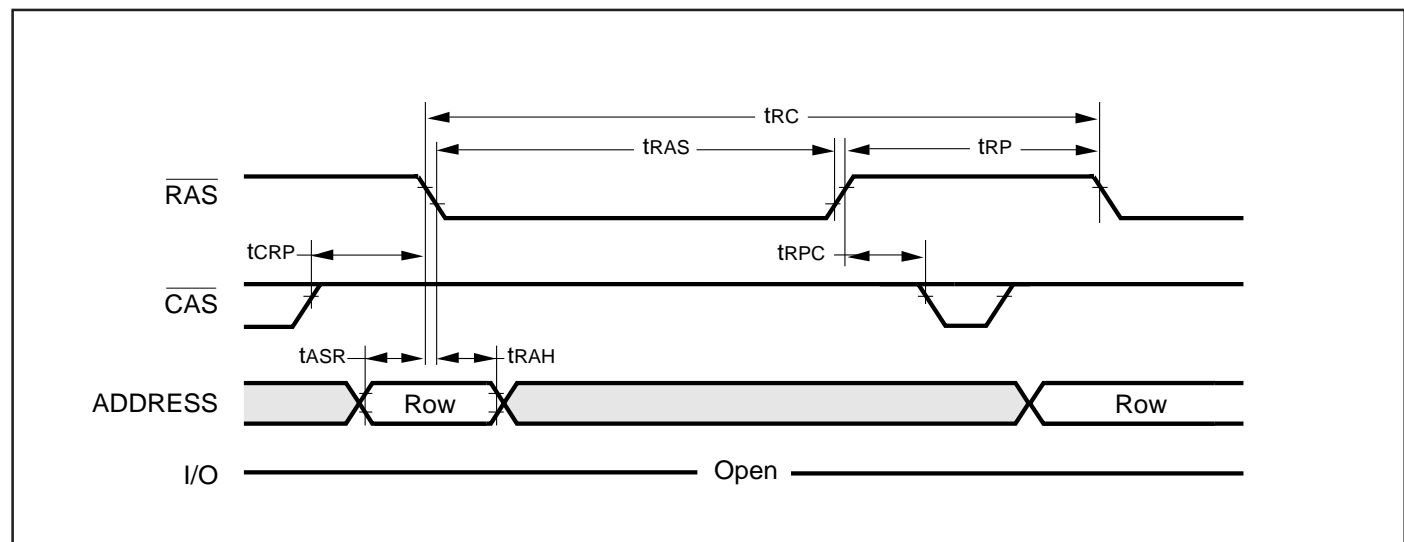 tRC
tRAS
tRP
RAS
tCRP
tRPC
CAS
tASR
tRAH
ADDRESS
Row
Row
I/O
Open